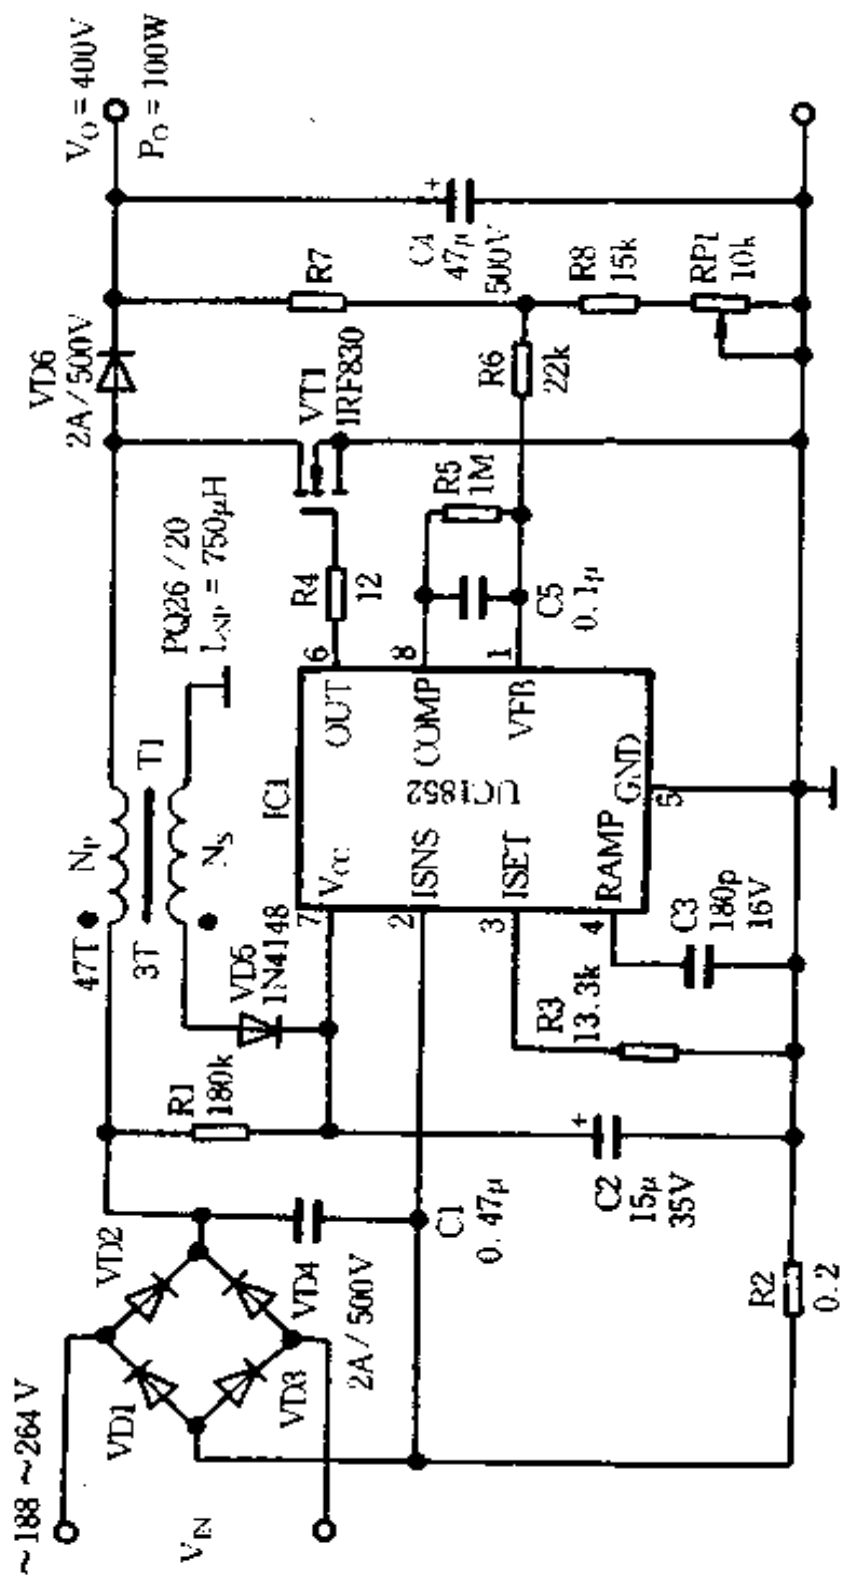 ~188 ~264 V
V_IN
VD1
VD2
VD3
VD4
2A/500V
C1
0.47μ
R1
180k
VD5
1N4148
47T
N_P
3T
N_S
T1
PQ26/20
L_NP = 750μH
VD6
2A/500V
V_O = 400V
P_O = 100W
IC1
UC1852
7
V_CC
2
ISNS
3
ISET
4
RAMP
5
GND
6
OUT
8
COMP
1
VFB
R4
12
VT1
IRF830
R5
1M
C5
0.1μ
R6
22k
R7
C4
47μ
500V
+
R8
15k
RP1
10k
C2
15μ
35V
+
R3
13.3k
C3
180p
16V
R2
0.2